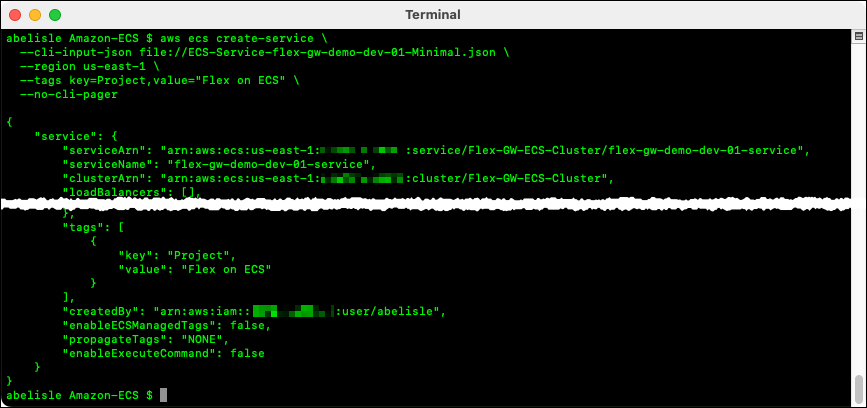 Terminal
abelisle Amazon-ECS $ aws ecs create-service \
--cli-input-json file://ECS-Service-flex-gw-demo-dev-01-Minimal.json \
--region us-east-1 \
--tags key=Project,value="Flex on ECS" \
--no-cli-pager
{
"service": {
"serviceArn": "arn:aws:ecs:us-east-1: :service/Flex-GW-ECS-Cluster/flex-gw-demo-dev-01-service",
"serviceName": "flex-gw-demo-dev-01-service",
"clusterArn": "arn:aws:ecs:us-east-1: :cluster/Flex-GW-ECS-Cluster",
"loadBalancers": [],
},
"tags": [
{
"key": "Project",
"value": "Flex on ECS"
}
],
"createdBy": "arn:aws:iam:: :user/abelisle",
"enableECSManagedTags": false,
"propagateTags": "NONE",
"enableExecuteCommand": false
}
}
abelisle Amazon-ECS $